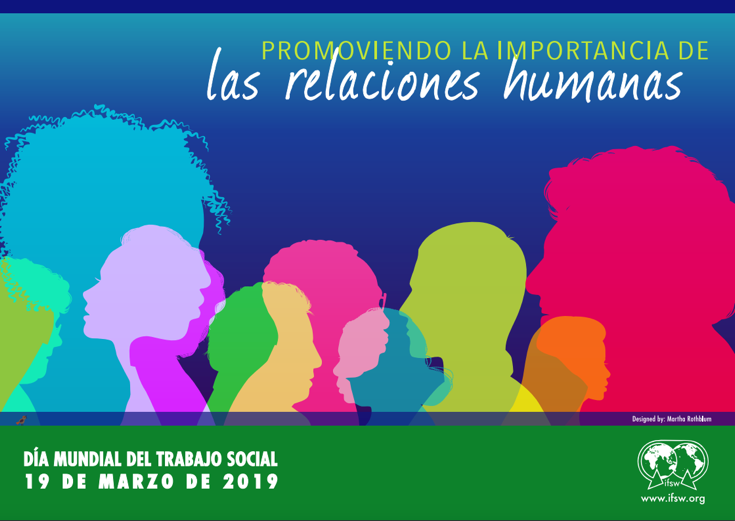 PROMOVIENDO LA IMPORTANCIA DE
las relaciones humanas
Designed by: Martha Rothblum
DÍA MUNDIAL DEL TRABAJO SOCIAL
19 DE MARZO DE 2019
ifsw
www.ifsw.org